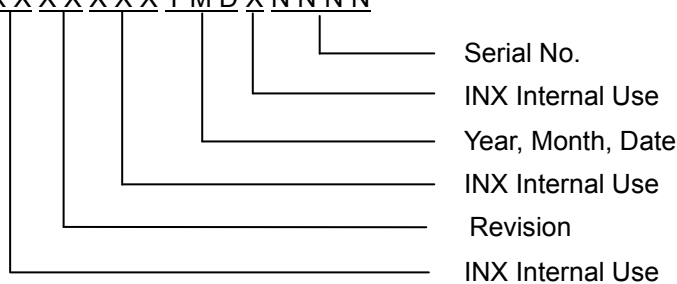 X X X X X X X Y M D X N N N N
Serial No.
INX Internal Use
Year, Month, Date
INX Internal Use
Revision
INX Internal Use